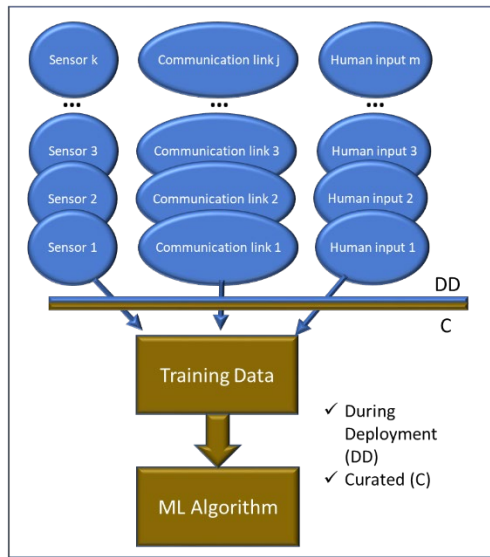 Sensor k
Communication link j
Human input m
...
...
...
Sensor 3
Communication link 3
Human input 3
Sensor 2
Communication link 2
Human input 2
Sensor 1
Communication link 1
Human input 1
DD
C
Training Data
✓ During
Deployment
(DD)
✓ Curated (C)
ML Algorithm